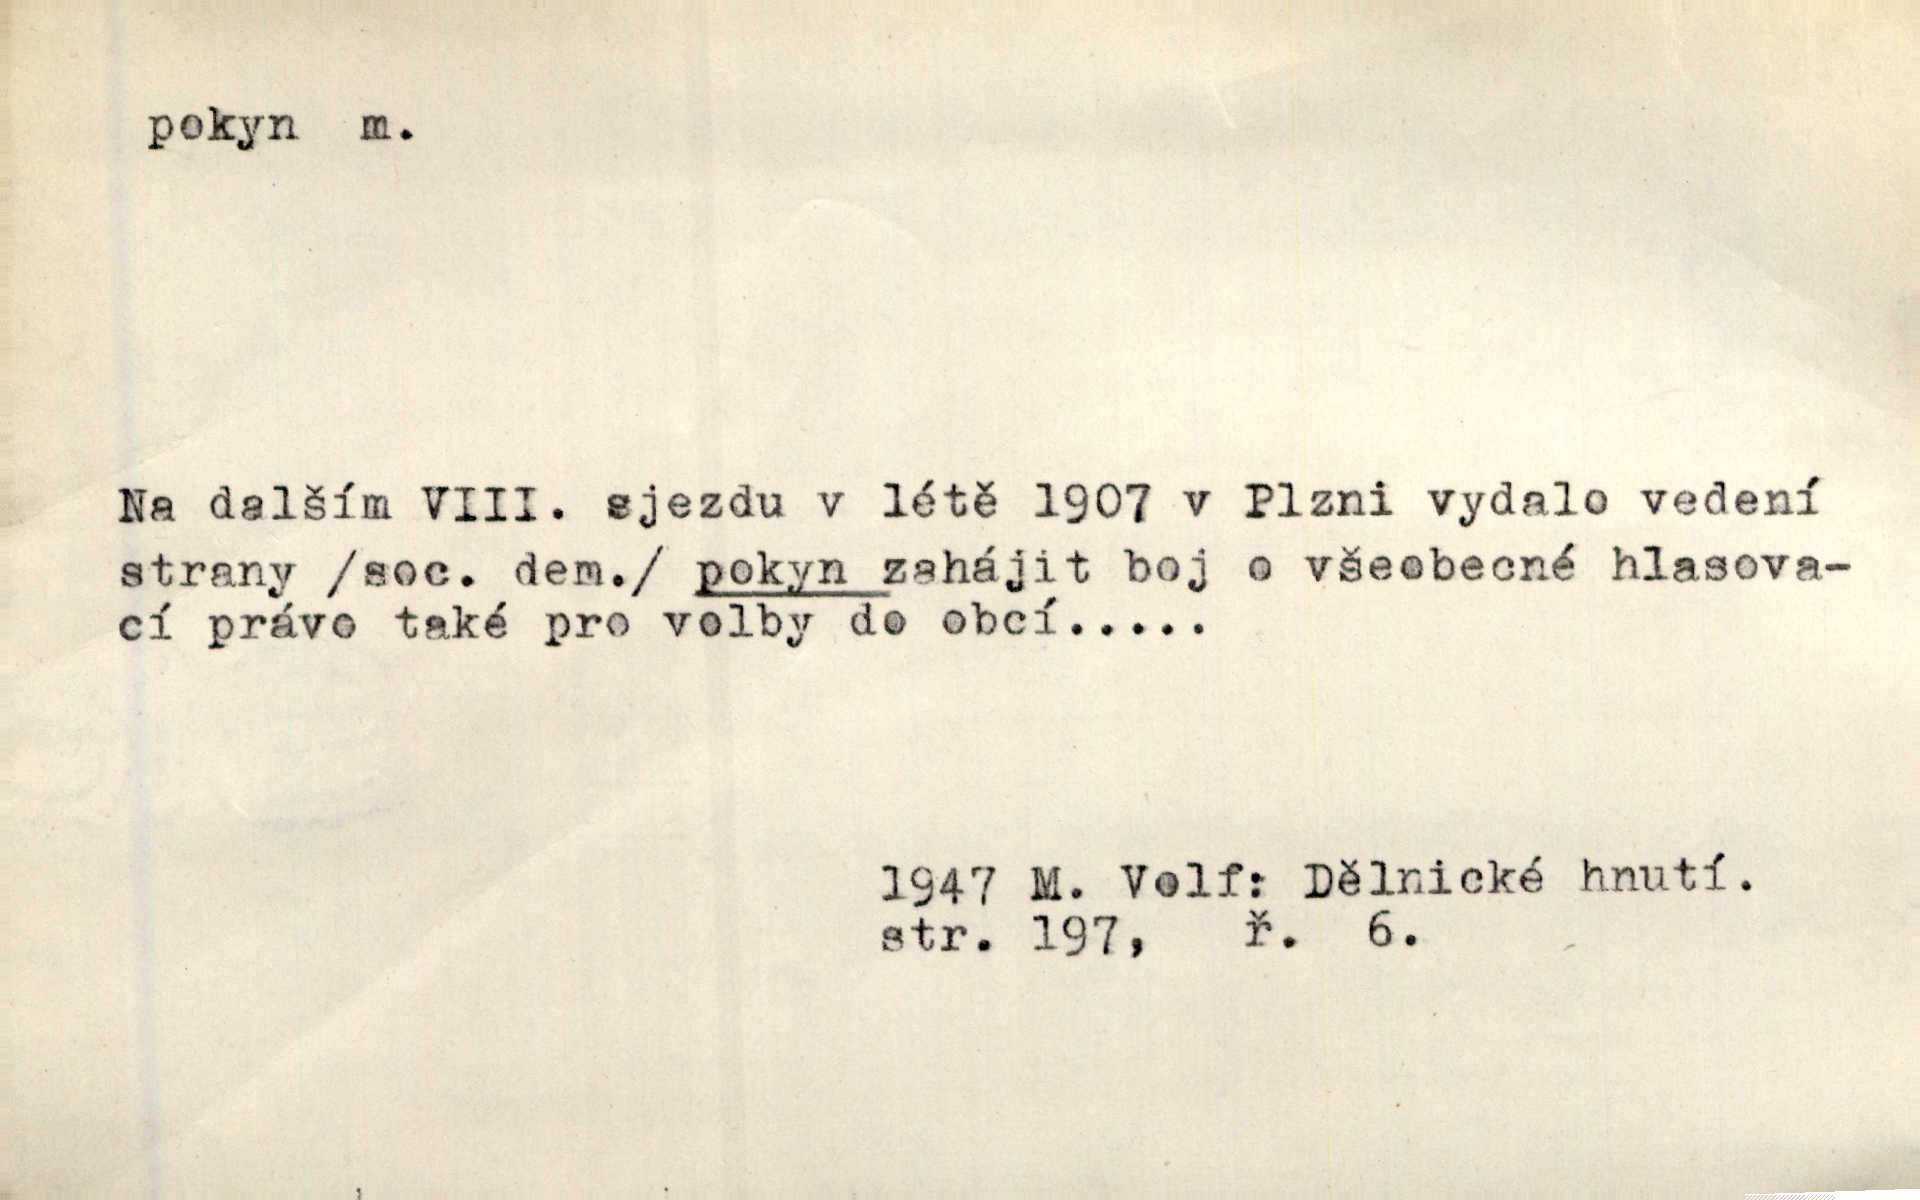 pokyn m.
Na dalším VIII. sjezdu v létě 1907 v Plzni vydalo vedení
strany /soc. dem./ pokyn zahájit boj o všeobecné hlasova-
cí právo také pro volby do obcí.....
1947 M. Volf: Dělnické hnutí.
str. 197, ř. 6.